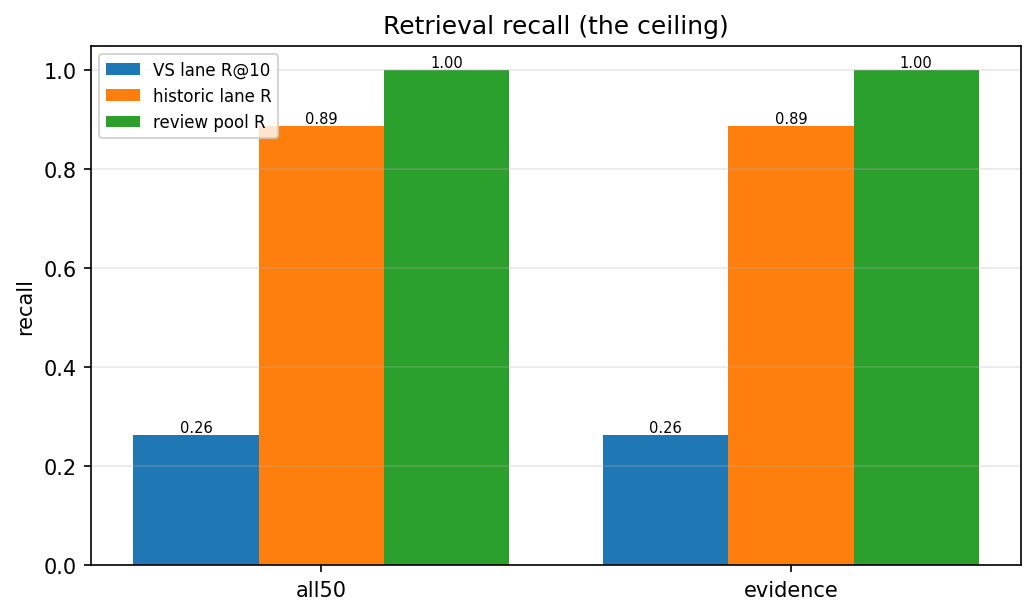 Retrieval recall (the ceiling)
VS lane R@10
historic lane R
review pool R
recall
1.0
0.8
0.6
0.4
0.2
0.0
0.26
0.89
1.00
0.26
0.89
1.00
all50
evidence